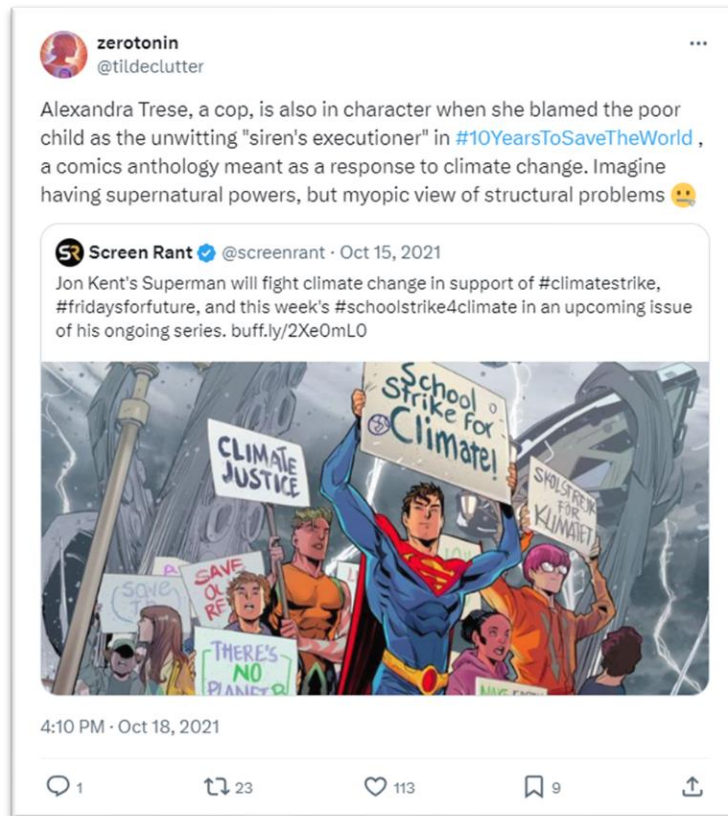 zerotonin
@tildeclutter
Alexandra Trese, a cop, is also in character when she blamed the poor
child as the unwitting "siren's executioner" in #10YearsToSaveTheWorld ,
a comics anthology meant as a response to climate change. Imagine
having supernatural powers, but myopic view of structural problems 🤐
SR Screen Rant @screenrant · Oct 15, 2021
Jon Kent's Superman will fight climate change in support of #climatestrike,
#fridaysforfuture, and this week's #schoolstrike4climate in an upcoming issue
of his ongoing series. buff.ly/2Xe0mL0
School
Strike for
Climate!
CLIMATE
JUSTICE
SKOLSTREJK
FOR
KLIMATET
SAVE
Save
THERE'S
NO
PLANET B
4:10 PM · Oct 18, 2021
1
23
113
9